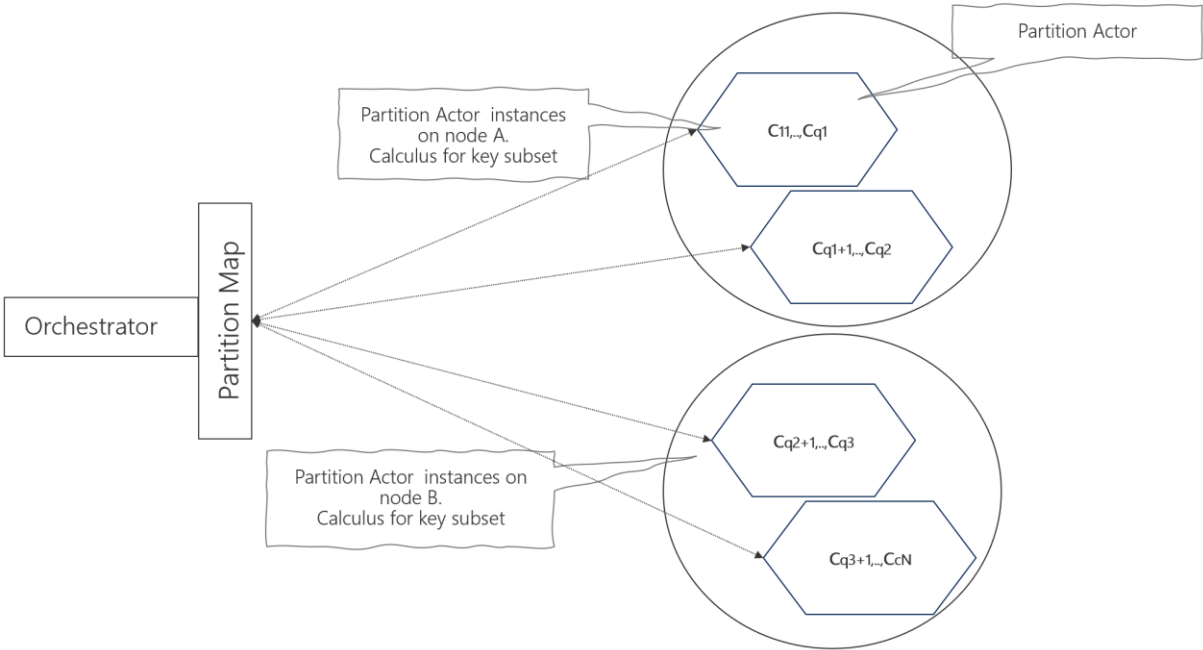 Partition Actor
Partition Actor instances
on node A.
Calculus for key subset
C11,..,Cq1
Cq1+1,..,Cq2
Orchestrator
Partition Map
Cq2+1,..,Cq3
Partition Actor instances on
node B.
Calculus for key subset
Cq3+1,..,CcN